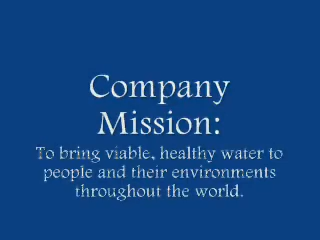 Company
Mission:
To bring viable, healthy water to
people and their environments
throughout the world.